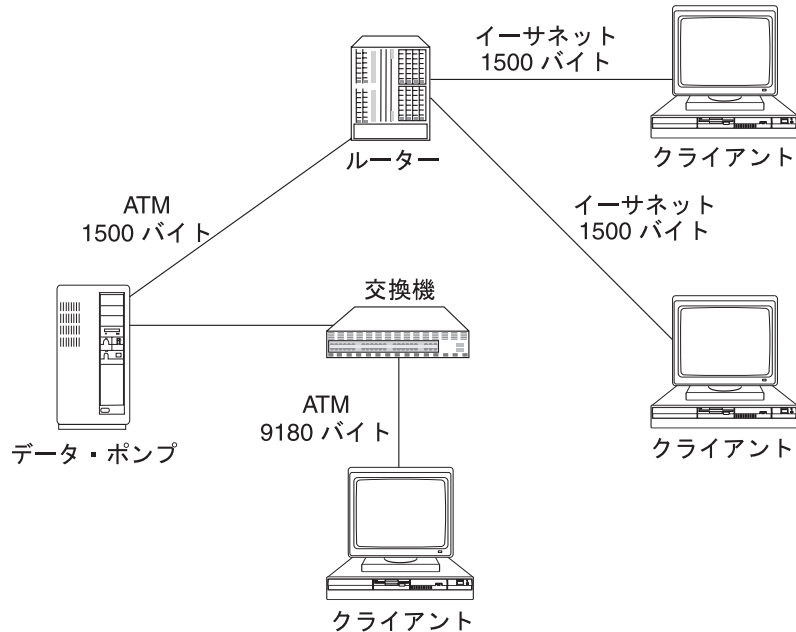 イーサネット
1500 バイト
ルーター
クライアント
ATM
1500 バイト
イーサネット
1500 バイト
交換機
ATM
9180 バイト
データ・ポンプ
クライアント
クライアント